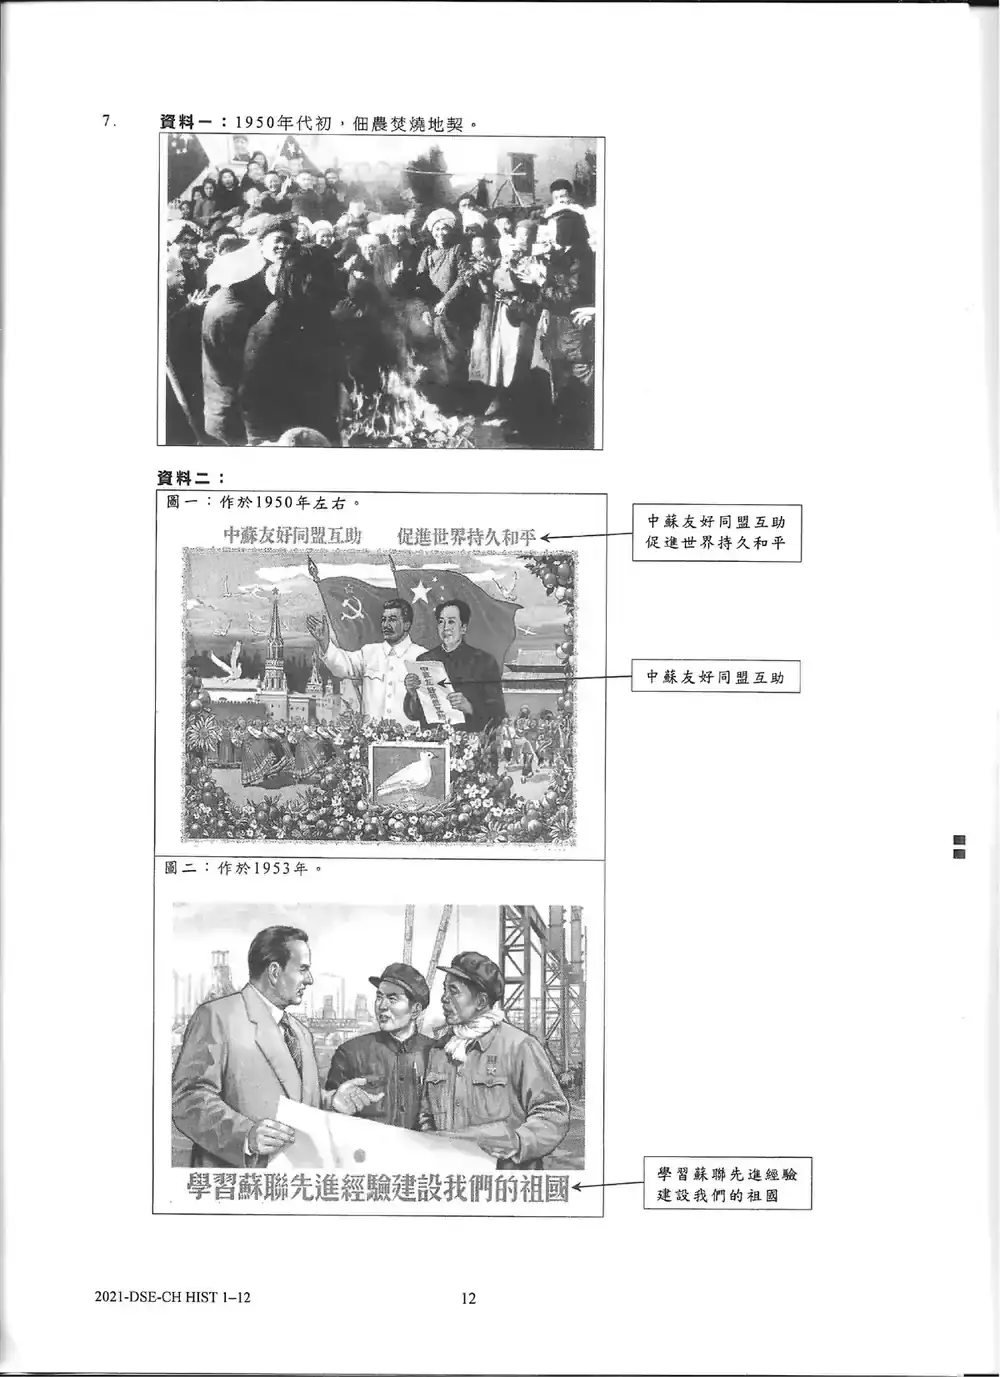 7.
資料一：1950年代初，佃農焚燒地契。
資料二：
圖一：作於1950年左右。
中蘇友好同盟互助　促進世界持久和平
中蘇友好同盟互助
促進世界持久和平
中蘇友好同盟互助
圖二：作於1953年。
學習蘇聯先進經驗建設我們的祖國
學習蘇聯先進經驗
建設我們的祖國
2021-DSE-CH HIST 1–12
12